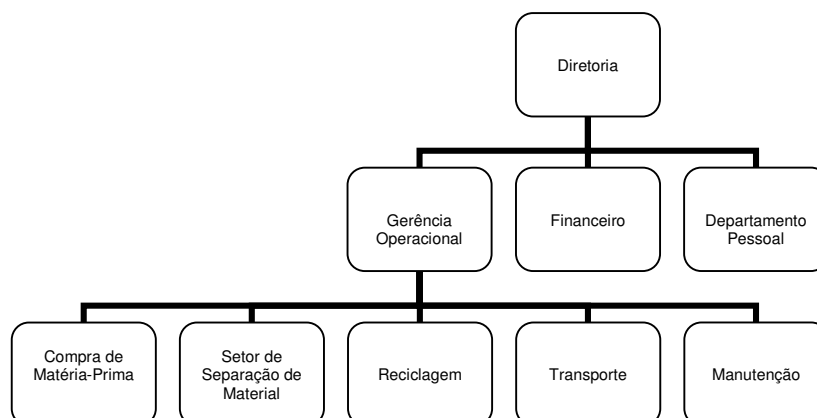 Diretoria
Gerência
Operacional
Financeiro
Departamento
Pessoal
Compra de
Matéria-Prima
Setor de
Separação de
Material
Reciclagem
Transporte
Manutenção